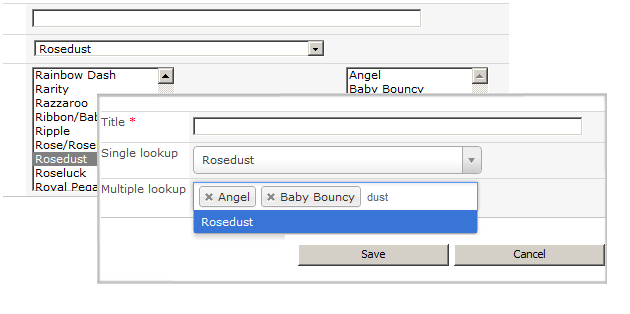 Rosedust
Rainbow Dash
Rarity
Razzaroo
Ribbon/Bab
Ripple
Rose/Rose
Rosedust
Roseluck
Royal Pega
Angel
Baby Bouncy
Title *
Single lookup Rosedust
Multiple lookup × Angel × Baby Bouncy dust
Rosedust
Save Cancel